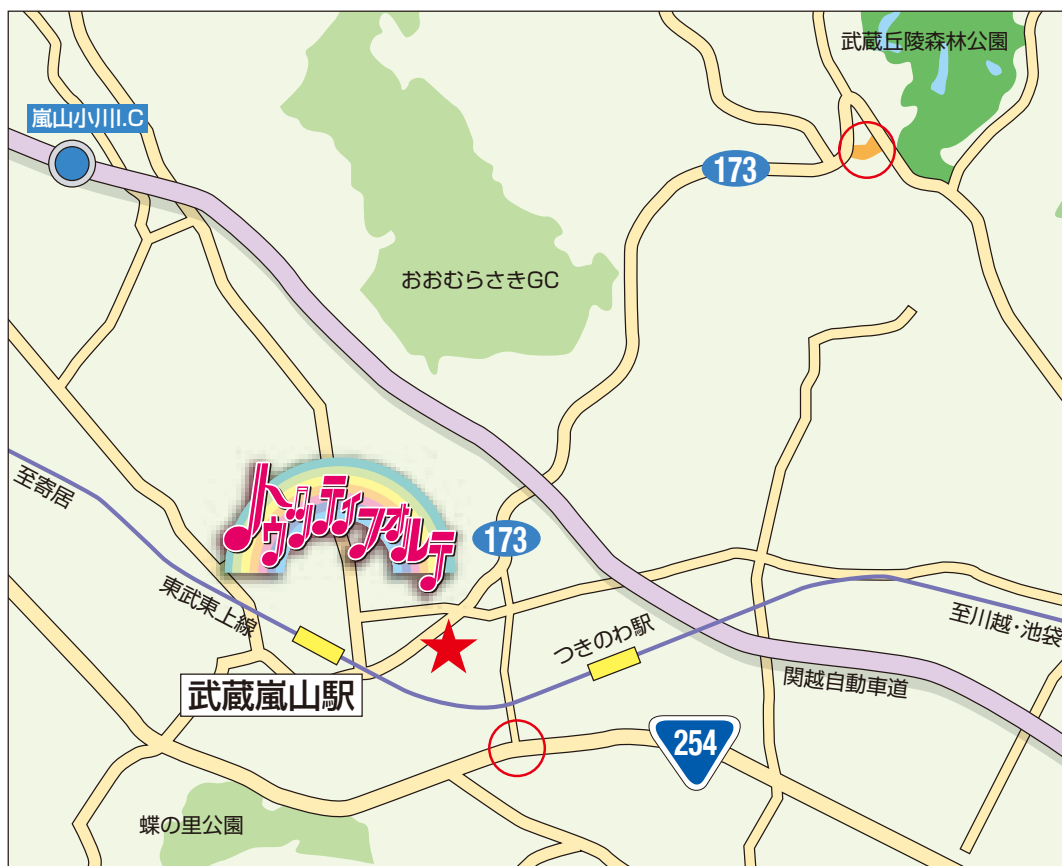 武蔵丘陵森林公園
嵐山小川I.C
173
おおむらさきGC
至寄居
トゥッティフォルテ
173
東武東上線
つきのわ駅
至川越・池袋
武蔵嵐山駅
関越自動車道
254
蝶の里公園